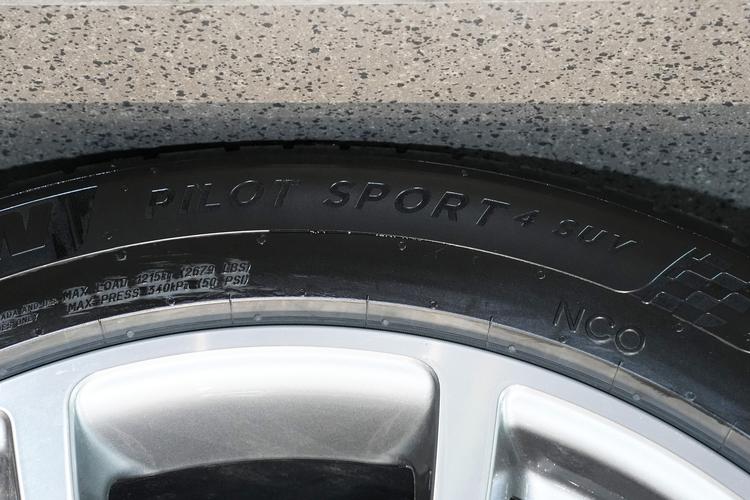 PILOT SPORT 4 SUV
MAX LOAD 1215kg (2679 LBS)
MAX PRESS 340kPa (50 PSI)
NCO